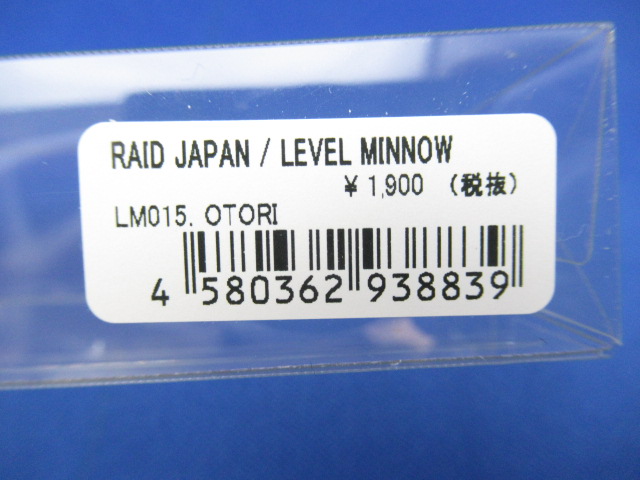 RAID JAPAN / LEVEL MINNOW
¥ 1,900 (税抜)
LM015. OTORI
4 580362 938839